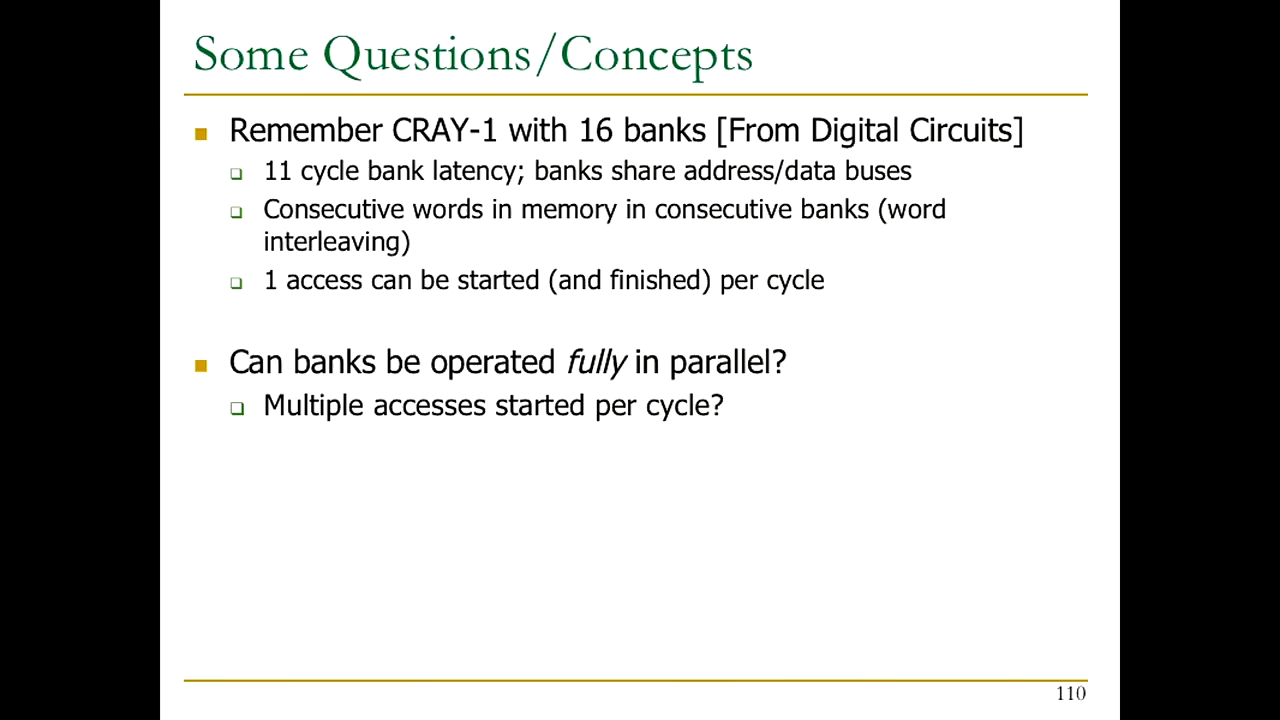 Some Questions/Concepts
Remember CRAY-1 with 16 banks [From Digital Circuits]
11 cycle bank latency; banks share address/data buses
Consecutive words in memory in consecutive banks (word
interleaving)
1 access can be started (and finished) per cycle
Can banks be operated fully in parallel?
Multiple accesses started per cycle?
110